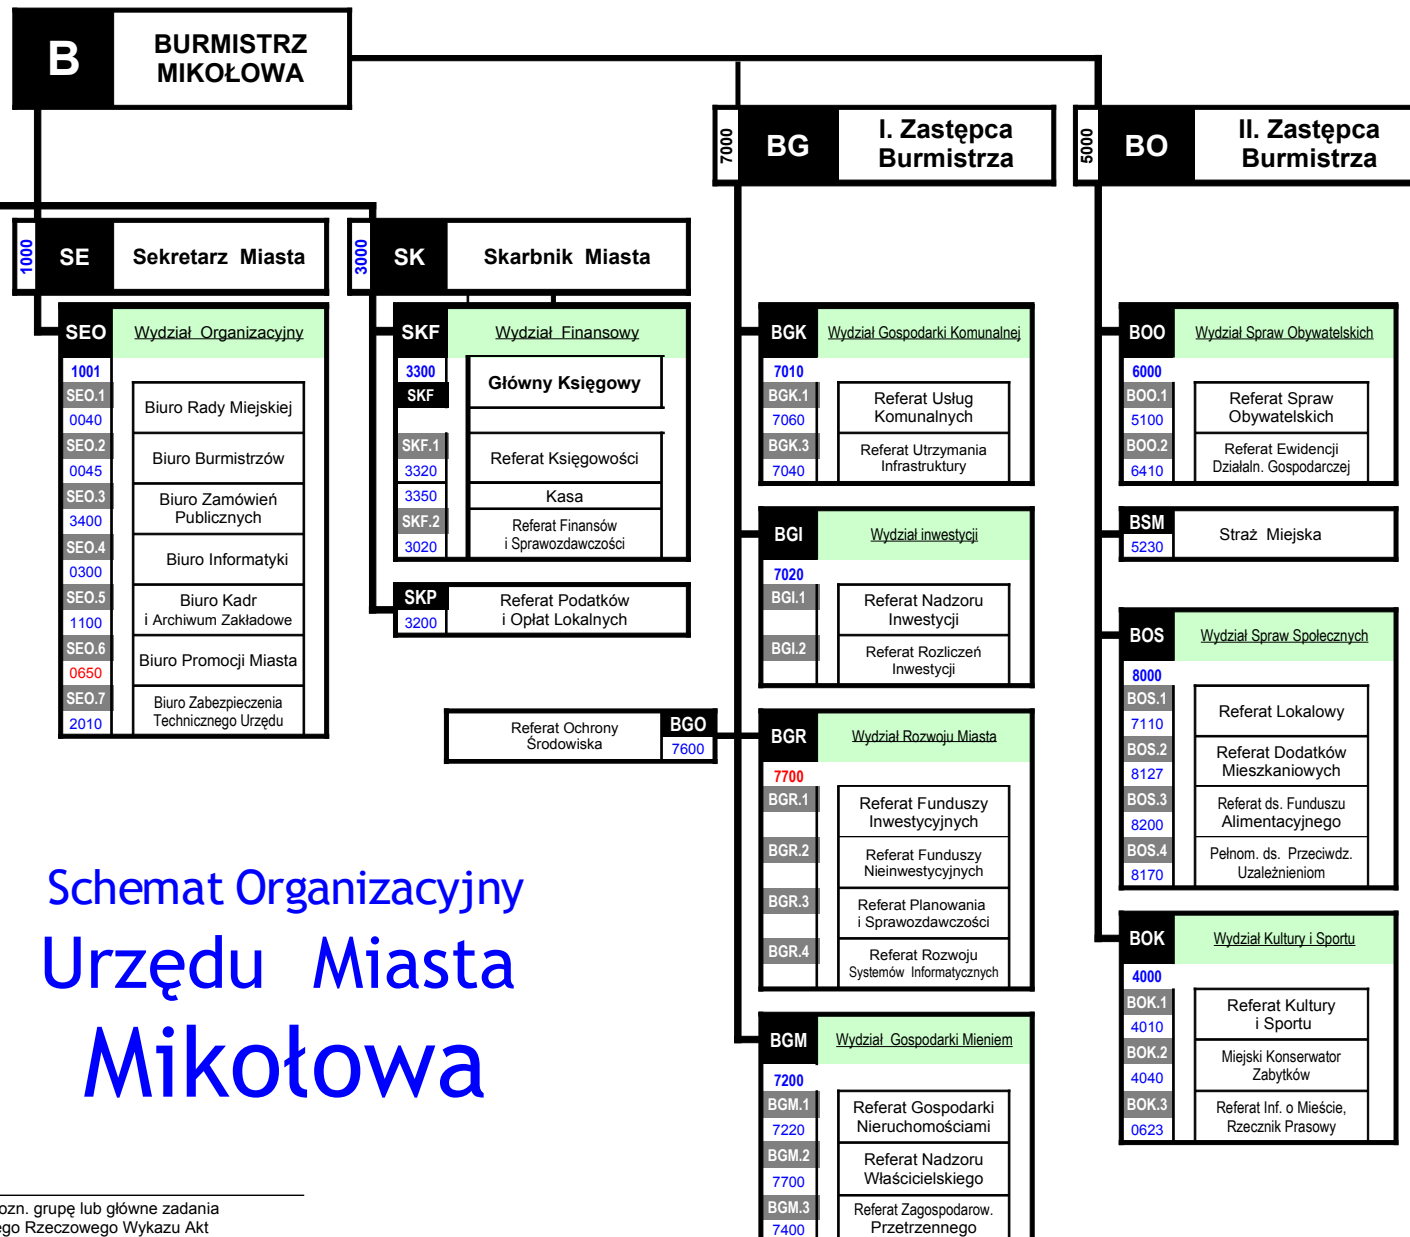 B
BURMISTRZ
MIKOŁOWA
7000
BG
I. Zastępca
Burmistrza
5000
BO
II. Zastępca
Burmistrza
1000
SE
Sekretarz Miasta
3000
SK
Skarbnik Miasta
SEO
Wydział Organizacyjny
1001
SEO.1
0040
Biuro Rady Miejskiej
SEO.2
0045
Biuro Burmistrzów
SEO.3
3400
Biuro Zamówień
Publicznych
SEO.4
0300
Biuro Informatyki
SEO.5
1100
Biuro Kadr
i Archiwum Zakładowe
SEO.6
0650
Biuro Promocji Miasta
SEO.7
2010
Biuro Zabezpieczenia
Technicznego Urzędu
SKF
Wydział Finansowy
3300
SKF
Główny Księgowy
SKF.1
3320
Referat Księgowości
3350
Kasa
SKF.2
3020
Referat Finansów
i Sprawozdawczości
SKP
3200
Referat Podatków
i Opłat Lokalnych
BGK
Wydział Gospodarki Komunalnej
7010
BGK.1
7060
Referat Usług
Komunalnych
BGK.3
7040
Referat Utrzymania
Infrastruktury
BGI
Wydział inwestycji
7020
BGI.1
Referat Nadzoru
Inwestycji
BGI.2
Referat Rozliczeń
Inwestycji
Referat Ochrony
Środowiska
BGO
7600
BGR
Wydział Rozwoju Miasta
7700
BGR.1
Referat Funduszy
Inwestycyjnych
BGR.2
Referat Funduszy
Nieinwestycyjnych
BGR.3
Referat Planowania
i Sprawozdawczości
BGR.4
Referat Rozwoju
Systemów Informatycznych
BGM
Wydział Gospodarki Mieniem
7200
BGM.1
7220
Referat Gospodarki
Nieruchomościami
BGM.2
7700
Referat Nadzoru
Właścicielskiego
BGM.3
7400
Referat Zagospodarow.
Przetrzennego
BOO
Wydział Spraw Obywatelskich
6000
BOO.1
5100
Referat Spraw
Obywatelskich
BOO.2
6410
Referat Ewidencji
Działaln. Gospodarczej
BSM
5230
Straż Miejska
BOS
Wydział Spraw Społecznych
8000
BOS.1
7110
Referat Lokalowy
BOS.2
8127
Referat Dodatków
Mieszkaniowych
BOS.3
8200
Referat ds. Funduszu
Alimentacyjnego
BOS.4
8170
Pełnom. ds. Przeciwdz.
Uzależnieniom
BOK
Wydział Kultury i Sportu
4000
BOK.1
4010
Referat Kultury
i Sportu
BOK.2
4040
Miejski Konserwator
Zabytków
BOK.3
0623
Referat Inf. o Mieście,
Rzecznik Prasowy
Schemat Organizacyjny
Urzędu Miasta
Mikołowa
ozn. grupę lub główne zadania
ego Rzeczowego Wykazu Akt